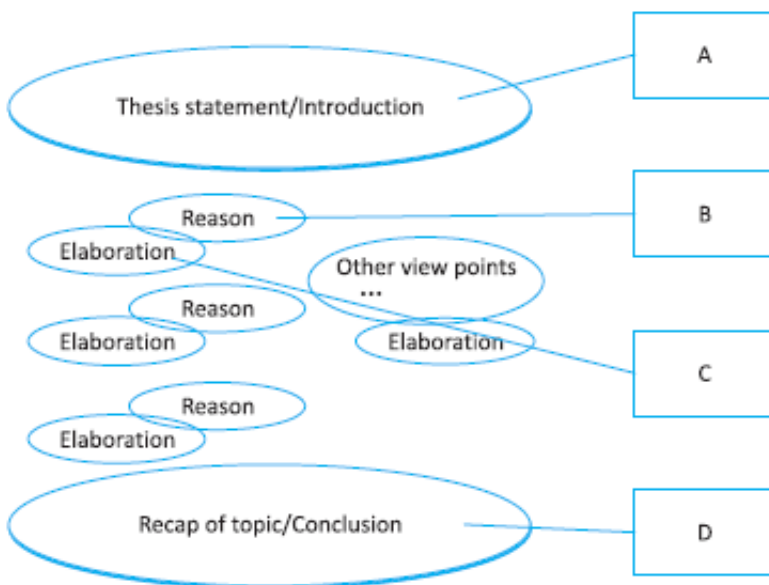 A
Thesis statement/Introduction
Reason
B
Elaboration
Other view points
...
Reason
Elaboration
Elaboration
C
Reason
Elaboration
Recap of topic/Conclusion
D